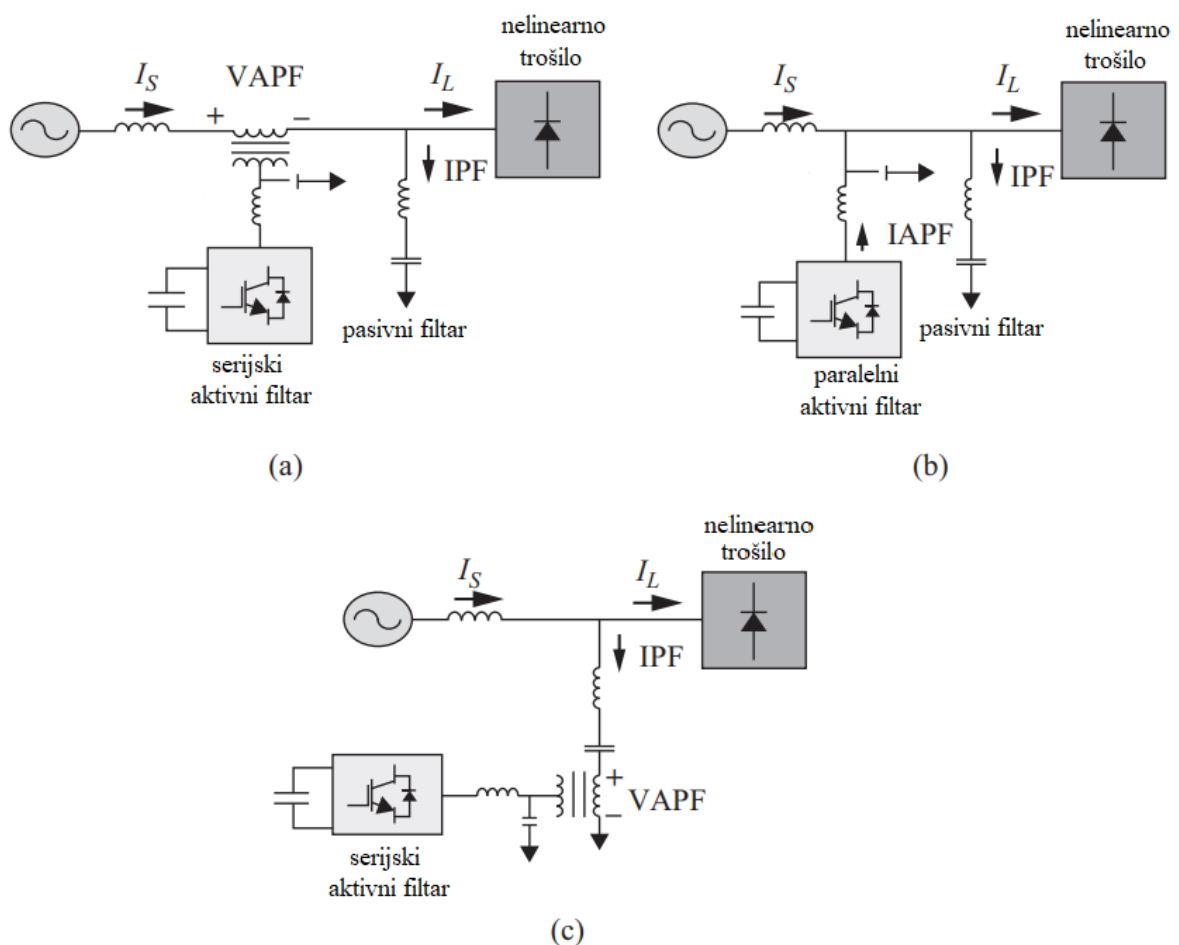 nelinearno
trošilo
I_S
VAPF
I_L
+
−
IPF
serijski
aktivni filtar
pasivni filtar
(a)
nelinearno
trošilo
I_S
I_L
IPF
IAPF
paralelni
aktivni filtar
pasivni filtar
(b)
nelinearno
trošilo
I_S
I_L
IPF
+
VAPF
−
serijski
aktivni filtar
(c)